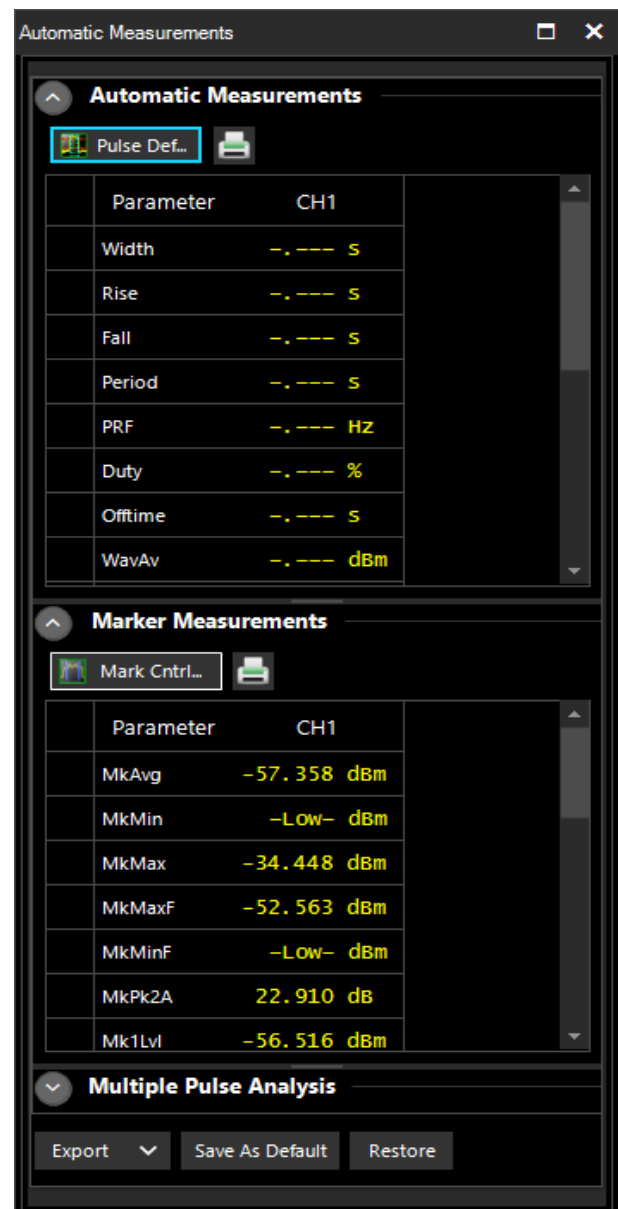 Automatic Measurements
Automatic Measurements
Pulse Def...
Parameter CH1
Width -.--- s
Rise -.--- s
Fall -.--- s
Period -.--- s
PRF -.--- Hz
Duty -.--- %
Offtime -.--- s
WavAv -.--- dBm
Marker Measurements
Mark Cntrl...
Parameter CH1
MkAvg -57.358 dBm
MkMin -Low- dBm
MkMax -34.448 dBm
MkMaxF -52.563 dBm
MkMinF -Low- dBm
MkPk2A 22.910 dB
Mk1Lvl -56.516 dBm
Multiple Pulse Analysis
Export Save As Default Restore